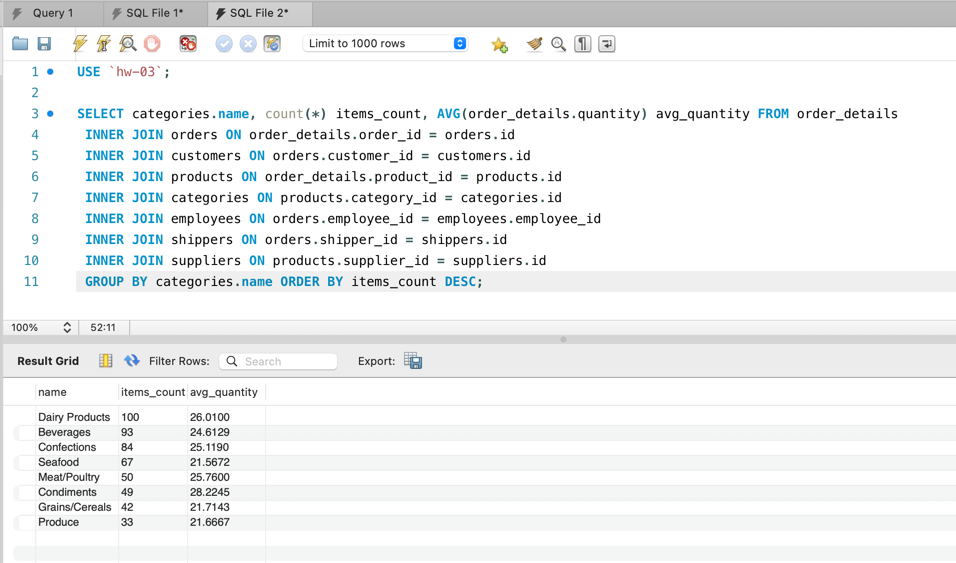 Query 1 SQL File 1* SQL File 2*
Limit to 1000 rows
1 USE `hw-03`;
2
3 SELECT categories.name, count(*) items_count, AVG(order_details.quantity) avg_quantity FROM order_details
4 INNER JOIN orders ON order_details.order_id = orders.id
5 INNER JOIN customers ON orders.customer_id = customers.id
6 INNER JOIN products ON order_details.product_id = products.id
7 INNER JOIN categories ON products.category_id = categories.id
8 INNER JOIN employees ON orders.employee_id = employees.employee_id
9 INNER JOIN shippers ON orders.shipper_id = shippers.id
10 INNER JOIN suppliers ON products.supplier_id = suppliers.id
11 GROUP BY categories.name ORDER BY items_count DESC;
100% 52:11
Result Grid Filter Rows: Search Export:
name items_count avg_quantity
Dairy Products 100 26.0100
Beverages 93 24.6129
Confections 84 25.1190
Seafood 67 21.5672
Meat/Poultry 50 25.7600
Condiments 49 28.2245
Grains/Cereals 42 21.7143
Produce 33 21.6667